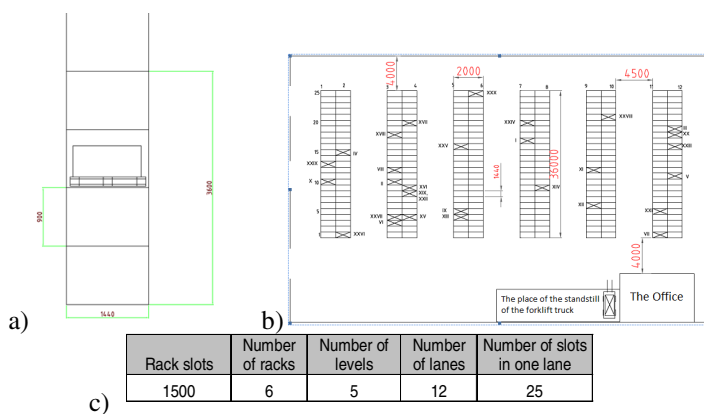 a)
900
3600
1440
b)
4000
2000
4500
1 2 3 4 5 6 7 8 9 10 11 12
25
XXX
20
XVII
XXIV
XXVIII
III
XX
I
XXV
15
IV
XXIX
XI
V
10
X
II
XVI
XIX,
XXII
XIV
1440
36000
5
IX
XIII
XXVII
VI
XV
XII
XXI
1
XXVI
VII
4000
The place of the standstill
of the forklift truck
The Office
c)
Rack slots
Number of racks
Number of levels
Number of lanes
Number of slots in one lane
1500 6 5 12 25